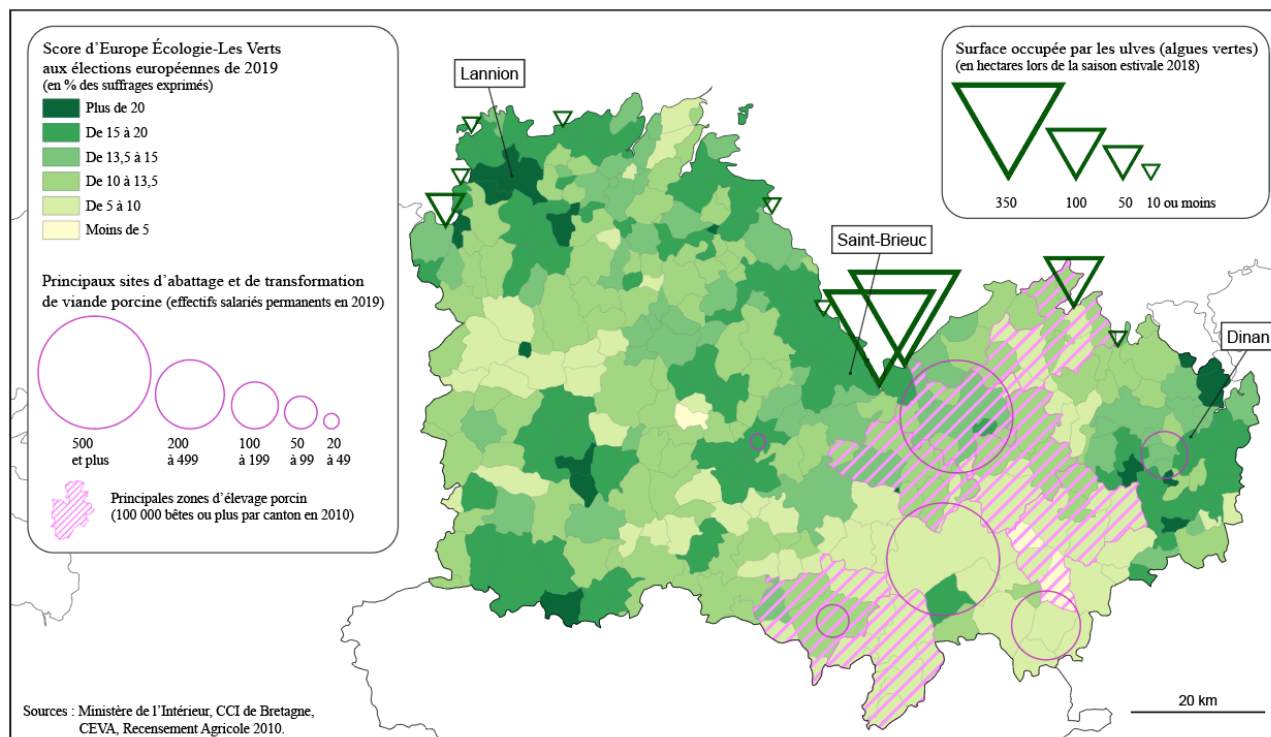 Score d’Europe Écologie-Les Verts
aux élections européennes de 2019
(en % des suffrages exprimés)
Plus de 20
De 15 à 20
De 13,5 à 15
De 10 à 13,5
De 5 à 10
Moins de 5
Principaux sites d’abattage et de transformation
de viande porcine (effectifs salariés permanents en 2019)
500
et plus
200
à 499
100
à 199
50
à 99
20
à 49
Principales zones d’élevage porcin
(100 000 bêtes ou plus par canton en 2010)
Lannion
Saint-Brieuc
Dinan
Surface occupée par les ulves (algues vertes)
(en hectares lors de la saison estivale 2018)
350
100
50
10 ou moins
20 km
Sources : Ministère de l’Intérieur, CCI de Bretagne,
CEVA, Recensement Agricole 2010.